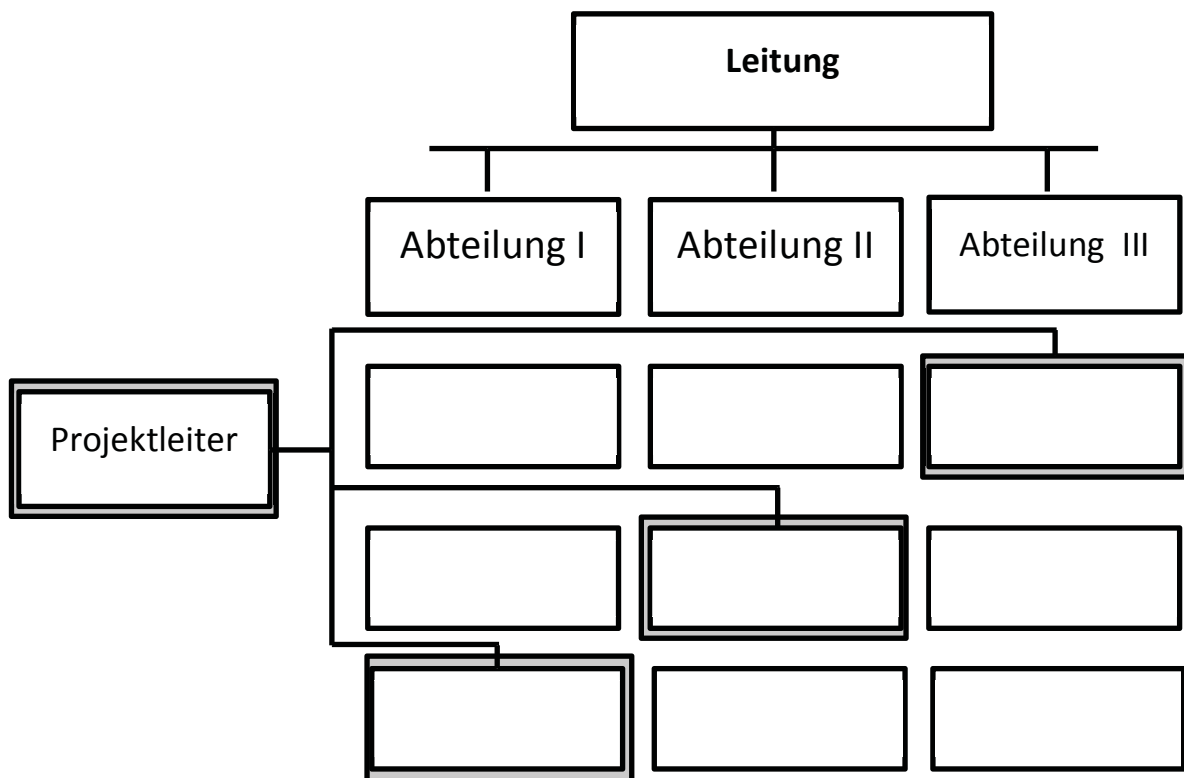 Leitung
Abteilung I
Abteilung II
Abteilung III
Projektleiter